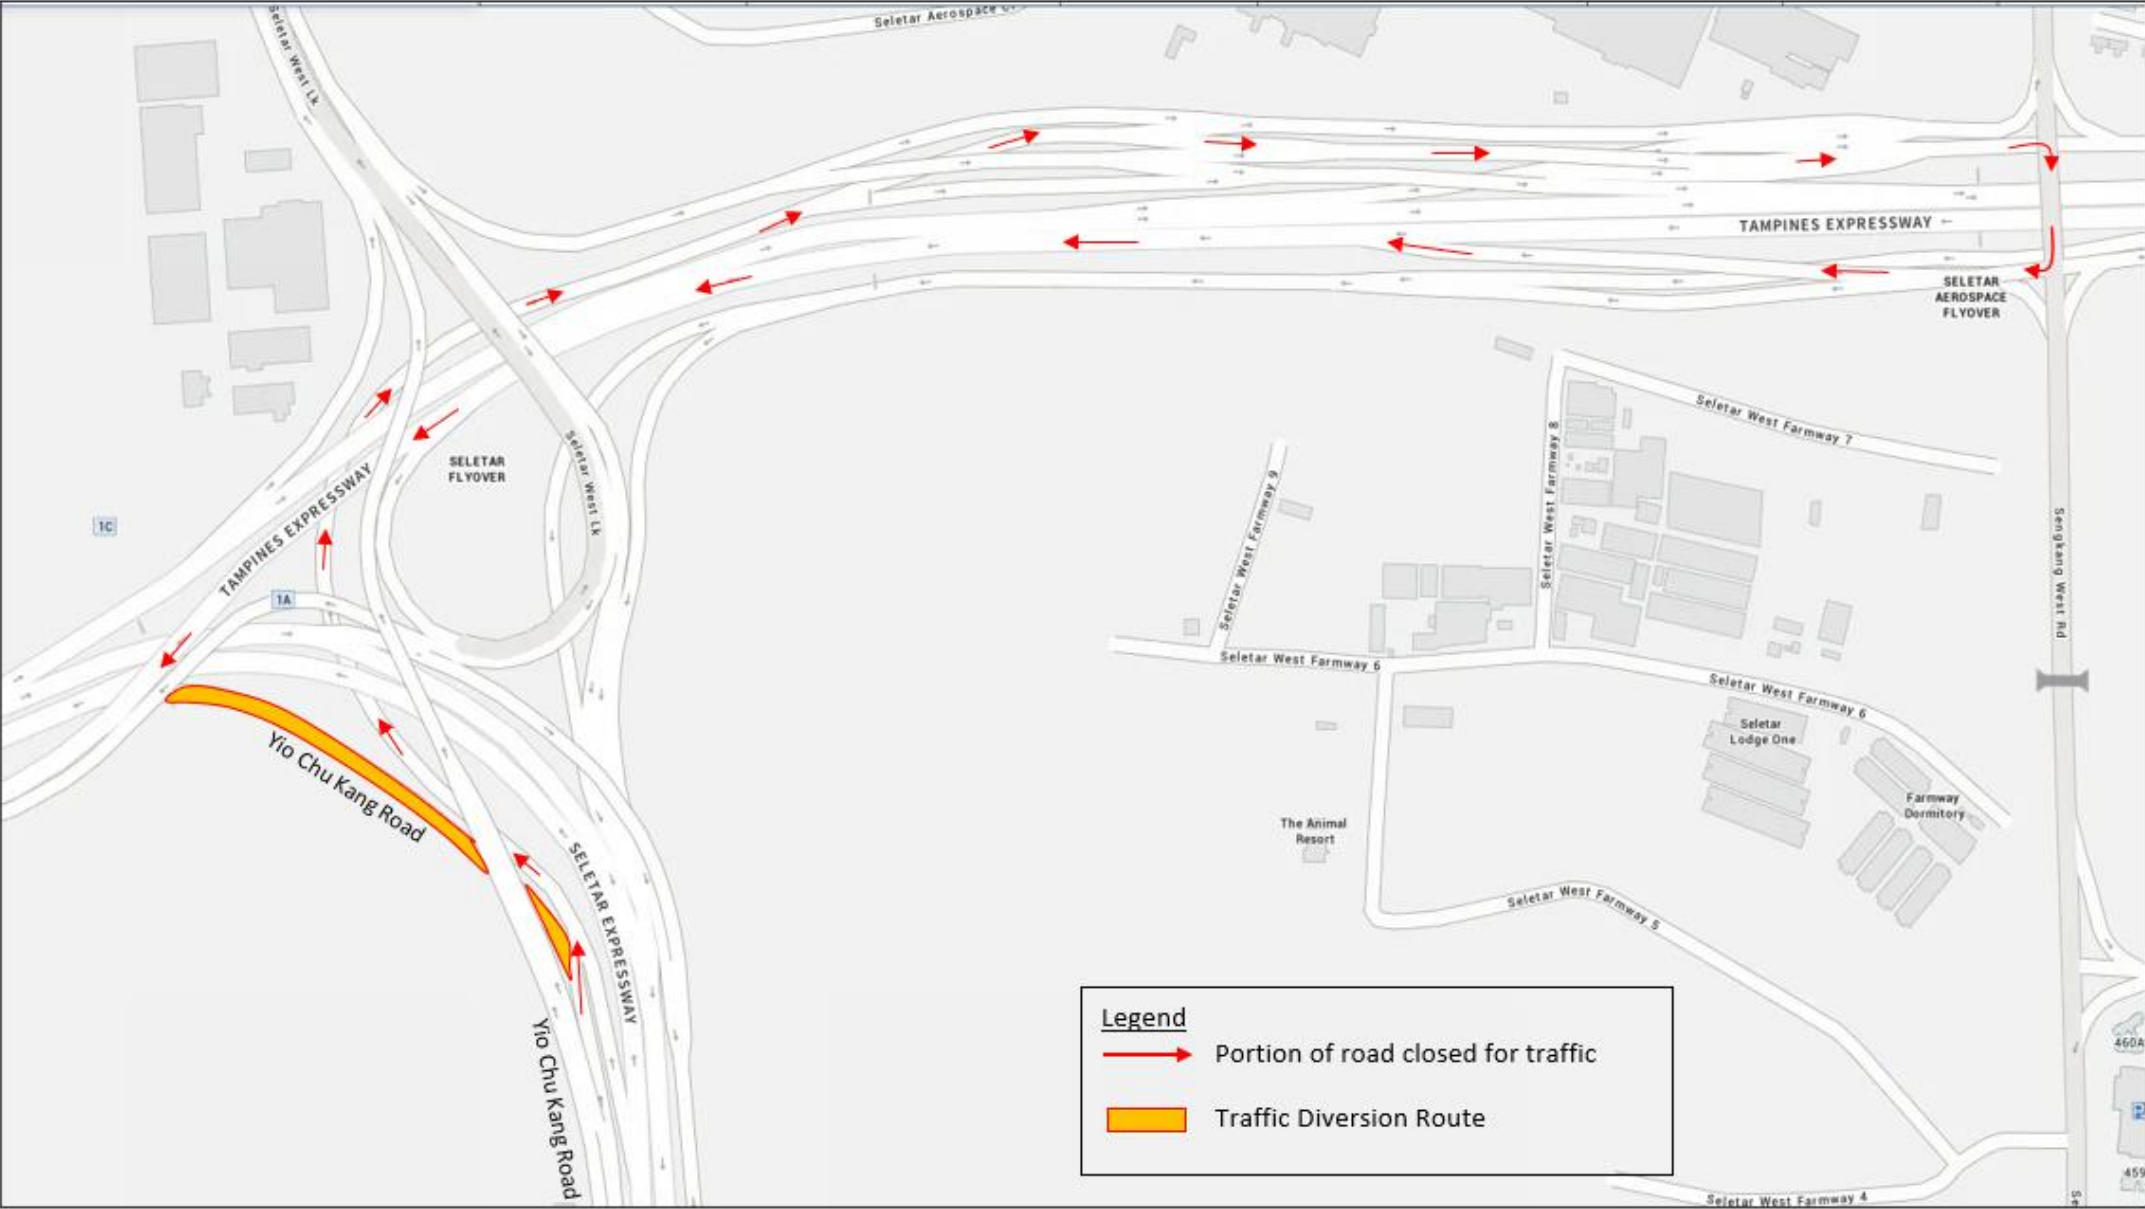 Seletar Aerospace
Seletar West Lk
TAMPINES EXPRESSWAY
SELETAR
AEROSPACE
FLYOVER
Seletar West Farmway 7
Seletar West Lk
SELETAR
FLYOVER
Seletar West Farmway 8
Seletar West Farmway 9
TAMPINES EXPRESSWAY
1C
1A
Sengkang West Rd
Seletar West Farmway 6
Seletar West Farmway 6
Seletar
Lodge One
Yio Chu Kang Road
Farmway
Dormitory
The Animal
Resort
SELETAR EXPRESSWAY
Seletar West Farmway 5
Yio Chu Kang Road
Legend
Portion of road closed for traffic
Traffic Diversion Route
460A
P
459
Seletar West Farmway 4
Se